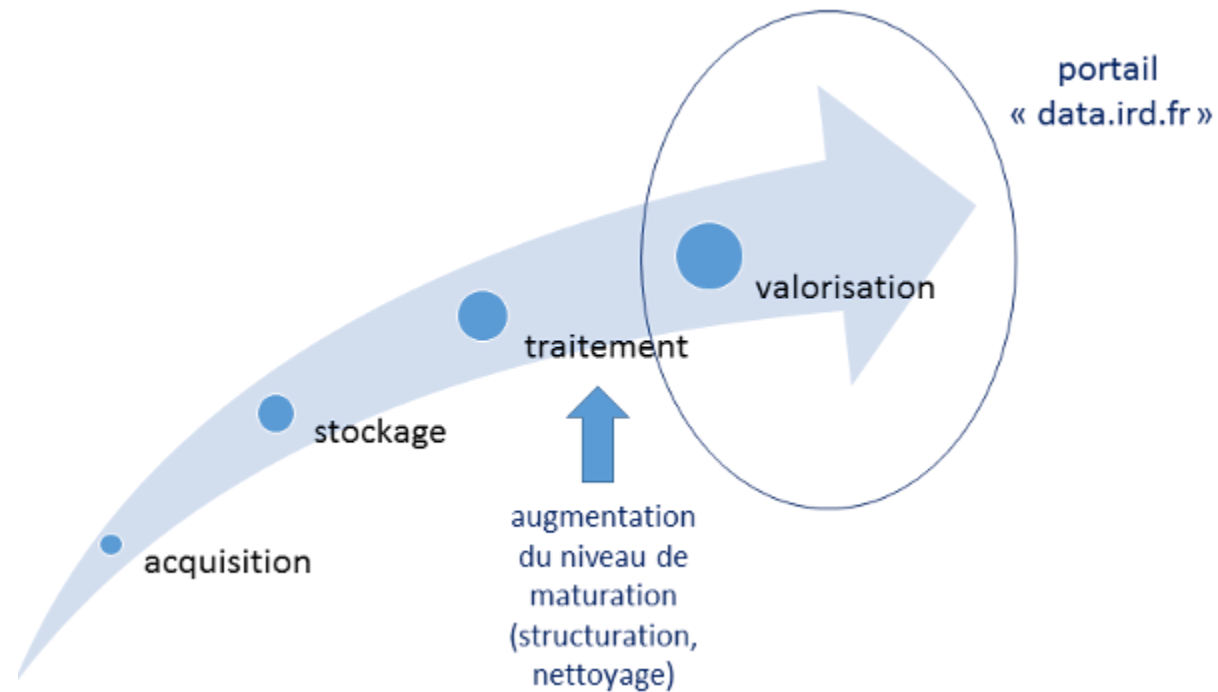 portail
« data.ird.fr »
valorisation
traitement
stockage
acquisition
augmentation
du niveau de
maturation
(structuration,
nettoyage)